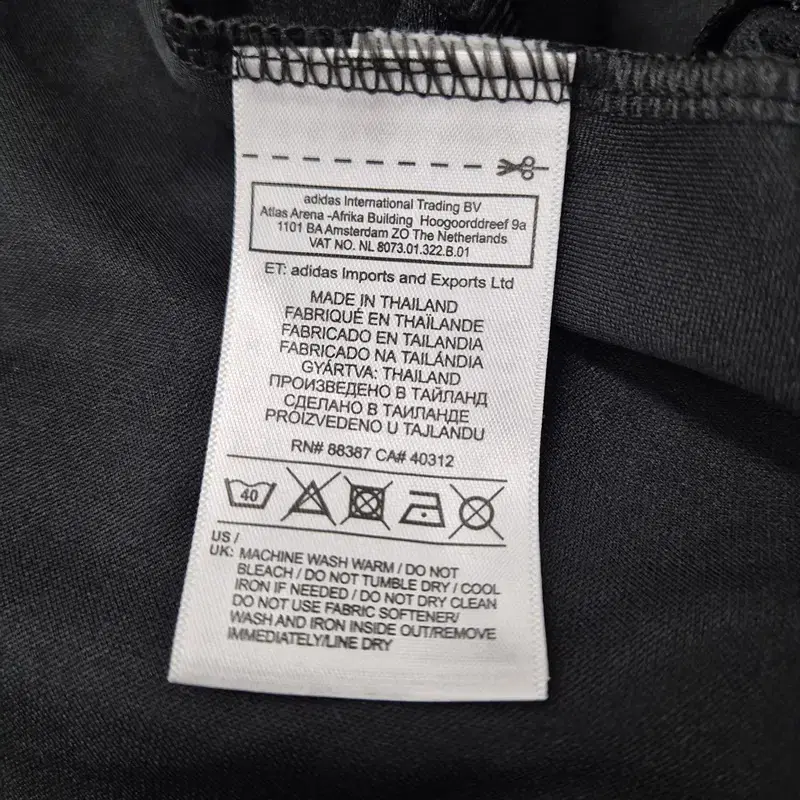 adidas International Trading BV
Atlas Arena -Afrika Building Hoogoorddreef 9a
1101 BA Amsterdam ZO The Netherlands
VAT NO. NL 8073.01.322.B.01
ET: adidas Imports and Exports Ltd
MADE IN THAILAND
FABRIQUÉ EN THAÏLANDE
FABRICADO EN TAILANDIA
FABRICADO NA TAILÂNDIA
GYÁRTVA: THAILAND
ПРОИЗВЕДЕНО В ТАЙЛАНД
СДЕЛАНО В ТАИЛАНДЕ
PROIZVEDENO U TAJLANDU
RN# 88387 CA# 40312
40
US /
UK: MACHINE WASH WARM / DO NOT
BLEACH / DO NOT TUMBLE DRY / COOL
IRON IF NEEDED / DO NOT DRY CLEAN
DO NOT USE FABRIC SOFTENER/
WASH AND IRON INSIDE OUT/REMOVE
IMMEDIATELY/LINE DRY